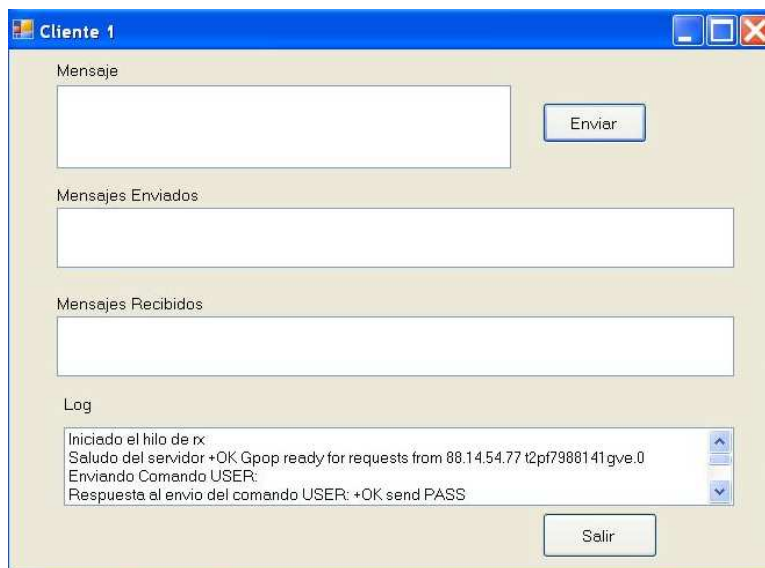 Cliente 1
Mensaje
Enviar
Mensajes Enviados
Mensajes Recibidos
Log
Iniciado el hilo de rx
Saludo del servidor +OK Gpop ready for requests from 88.14.54.77 t2pf7988141gve.0
Enviando Comando USER:
Respuesta al envio del comando USER: +OK send PASS
Salir